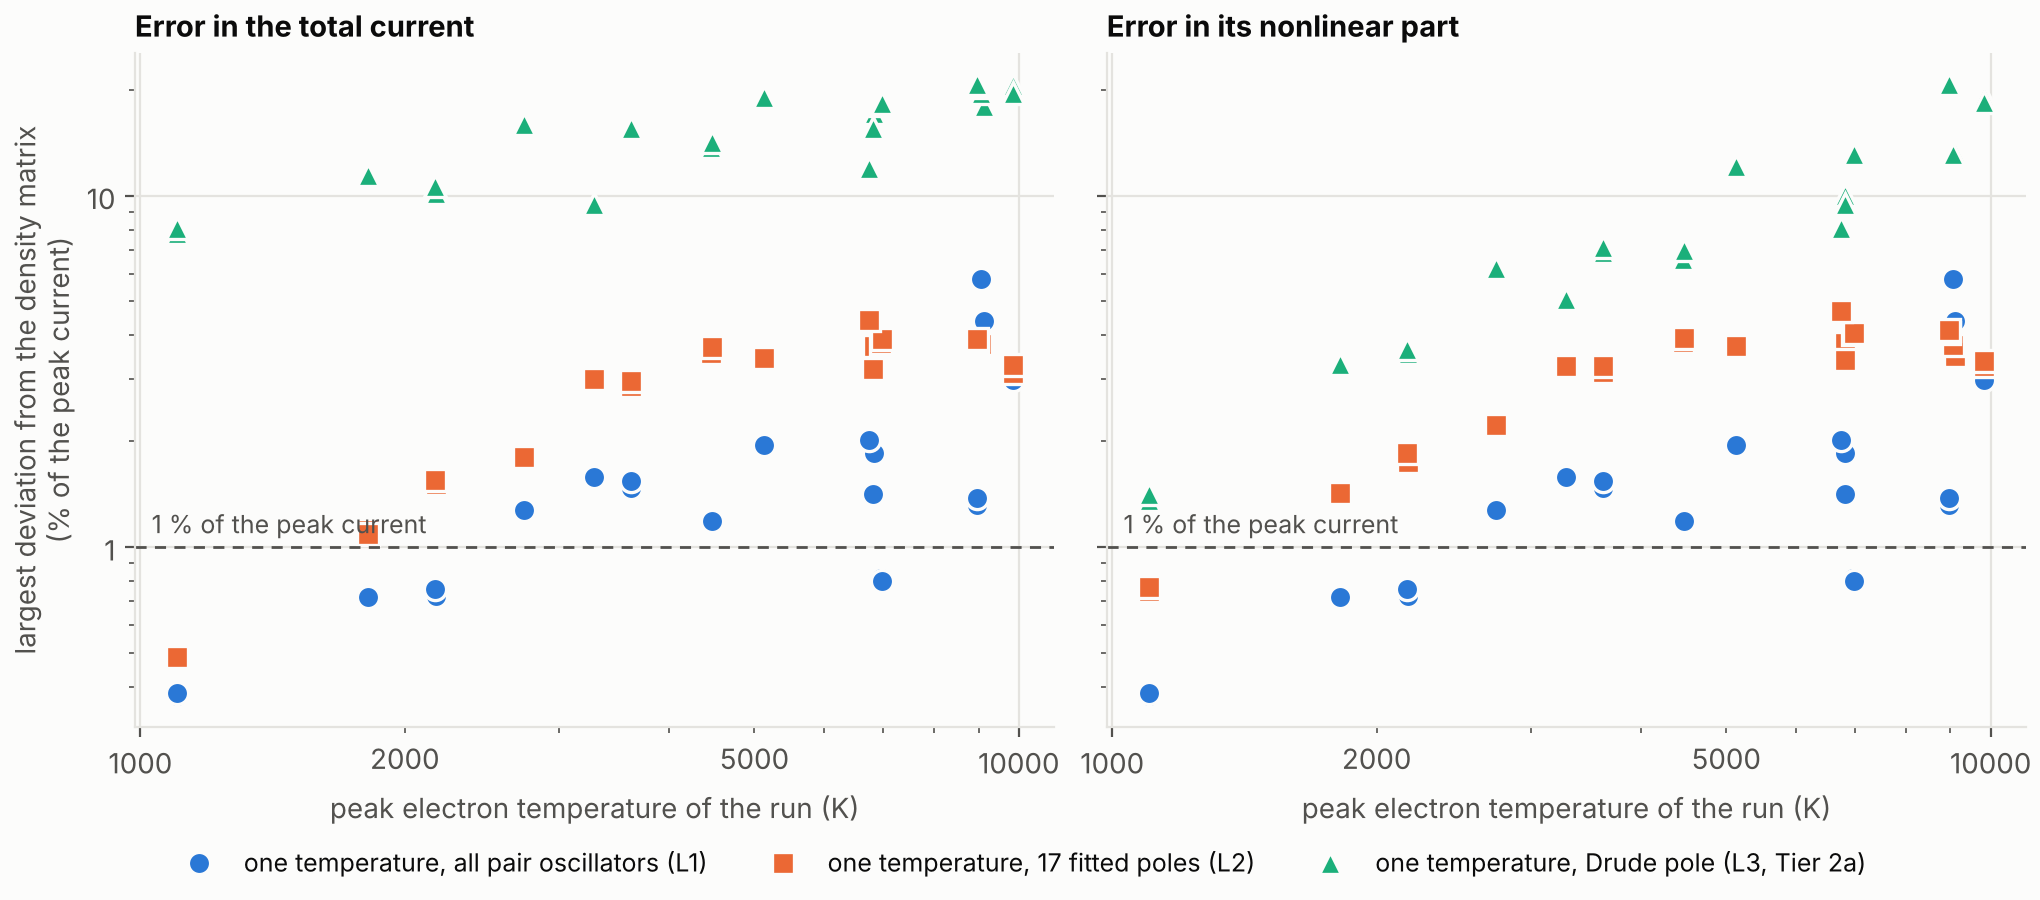 Error in the total current
Error in its nonlinear part
largest deviation from the density matrix
(% of the peak current)
10
1
1 % of the peak current
1 % of the peak current
1000
2000
5000
10000
1000
2000
5000
10000
peak electron temperature of the run (K)
peak electron temperature of the run (K)
one temperature, all pair oscillators (L1)
one temperature, 17 fitted poles (L2)
one temperature, Drude pole (L3, Tier 2a)